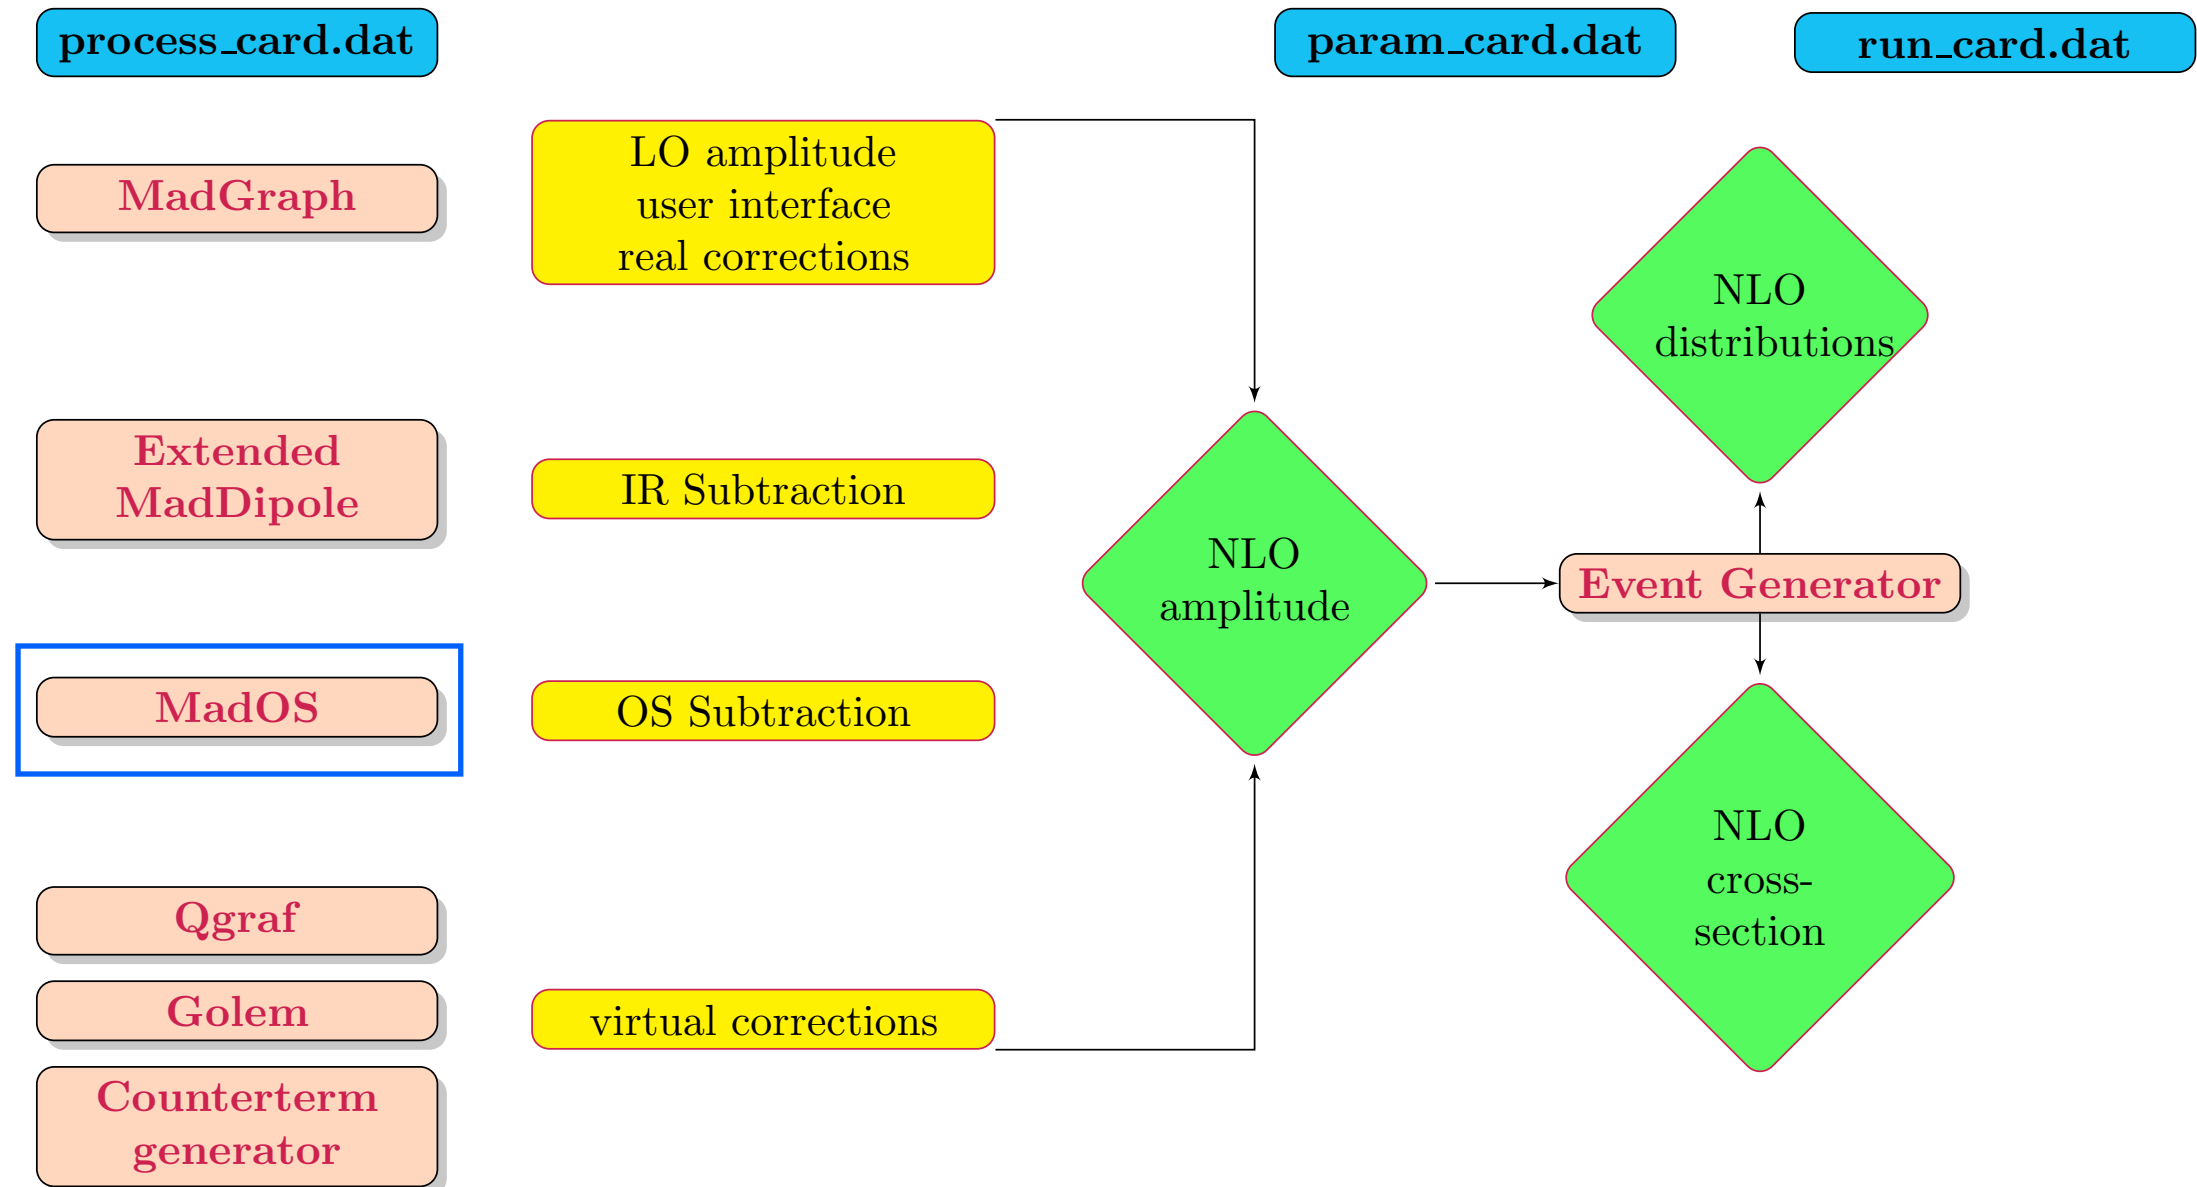 process_card.dat
param_card.dat
run_card.dat
MadGraph
LO amplitude
user interface
real corrections
NLO
distributions
Extended
MadDipole
IR Subtraction
NLO
amplitude
Event Generator
MadOS
OS Subtraction
NLO
cross-
section
Qgraf
Golem
virtual corrections
Counterterm
generator